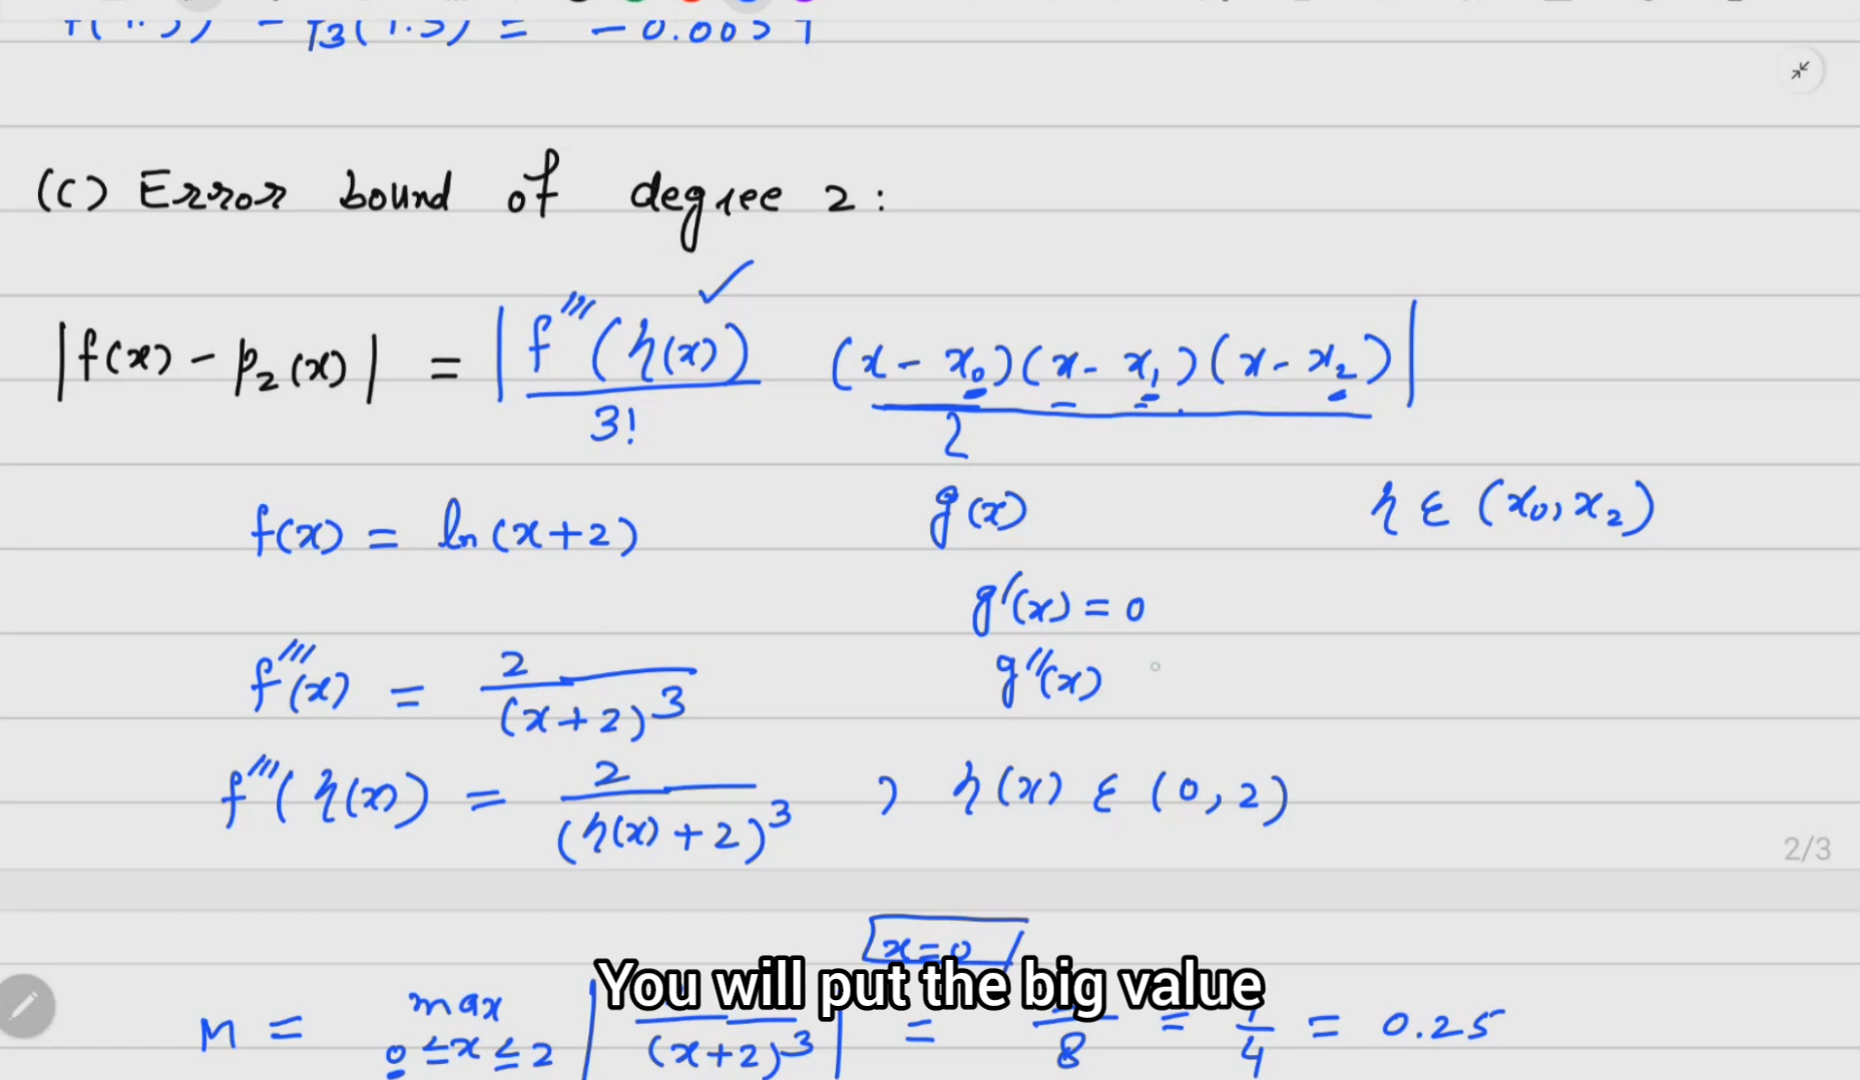 = -0.00
(C) Error bound of degree 2:
|f(x) - p₂(x)| = | f'''(η(x)) / 3! (x - x₀)(x - x₁)(x - x₂) |
f(x) = ln(x+2) g(x) η ε (x₀, x₂)
g'(x) = 0
f'''(x) = 2 / (x+2)³ g''(x)
f'''(η(x)) = 2 / (η(x)+2)³ , η(x) ε (0, 2)
2/3
x=0
You will put the big value
M = max 0≤x≤2 | / (x+2)³ | = / 8 = 1/4 = 0.25